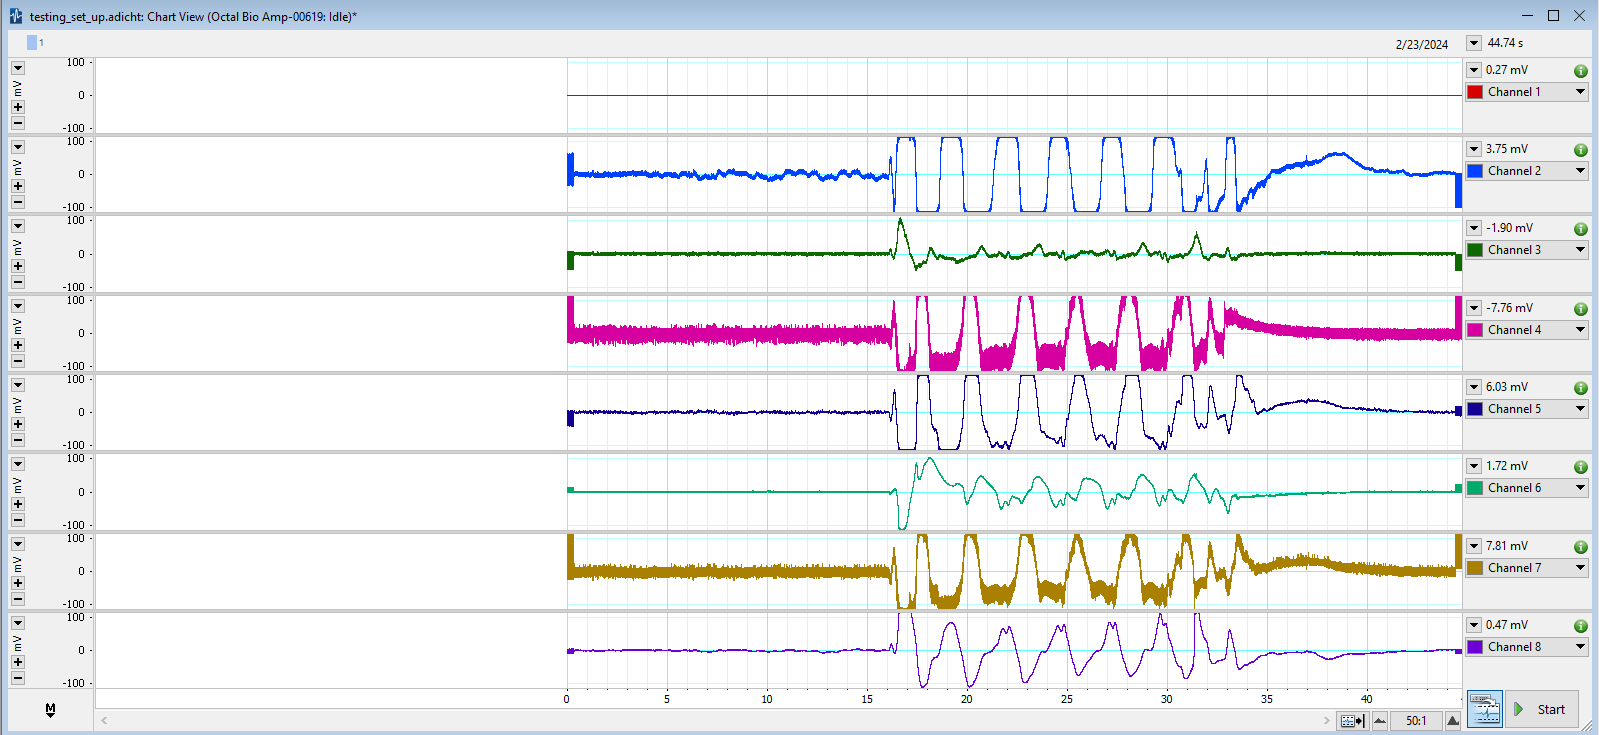 testing_set_up.adicht: Chart View (Octal Bio Amp-00619: Idle)*
1
2/23/2024
44.74 s
100
0
-100
mV
0.27 mV
Channel 1
100
0
-100
mV
3.75 mV
Channel 2
100
0
-100
mV
-1.90 mV
Channel 3
100
0
-100
mV
-7.76 mV
Channel 4
100
0
-100
mV
6.03 mV
Channel 5
100
0
-100
mV
1.72 mV
Channel 6
100
0
-100
mV
7.81 mV
Channel 7
100
0
-100
mV
0.47 mV
Channel 8
0 5 10 15 20 25 30 35 40
M
50:1
Start